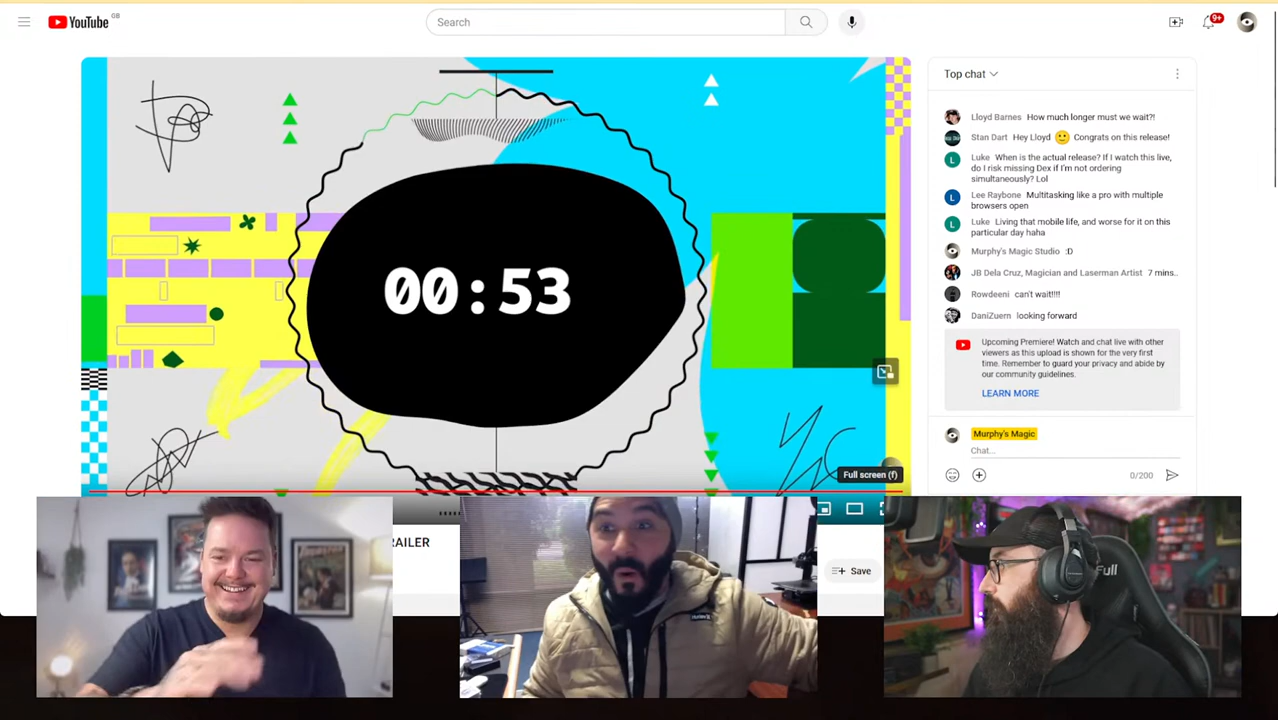 YouTube GB
Search
9+
00:53
Full screen (f)
Top chat
Lloyd Barnes How much longer must we wait?!
Stan Dart Hey Lloyd 🙂 Congrats on this release!
L Luke When is the actual release? If I watch this live,
do I risk missing Dex if I'm not ordering
simultaneously? Lol
L Lee Raybone Multitasking like a pro with multiple
browsers open
L Luke Living that mobile life, and worse for it on this
particular day haha
Murphy's Magic Studio :D
JB Dela Cruz, Magician and Laserman Artist 7 mins..
Rowdeeni can't wait!!!!
DaniZuern looking forward
Upcoming Premiere! Watch and chat live with other
viewers as this upload is shown for the very first
time. Remember to guard your privacy and abide by
our community guidelines.
LEARN MORE
Murphy's Magic
Chat...
0/200
RAILER
Save
Full